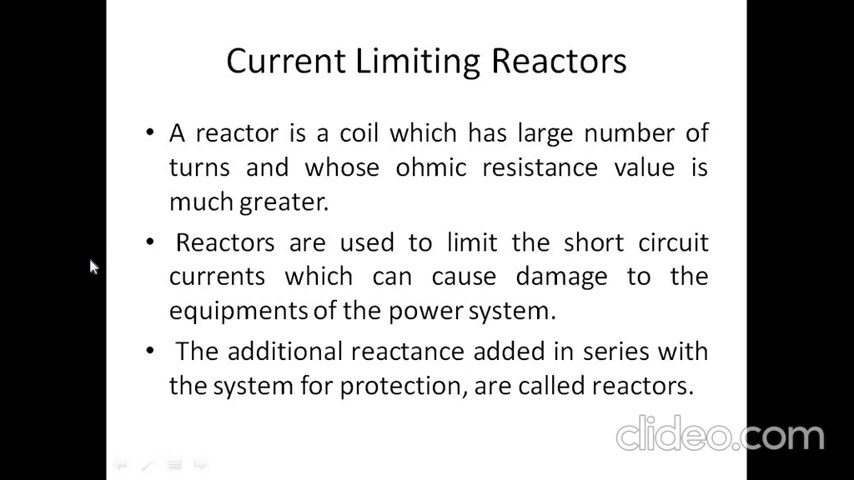 Current Limiting Reactors
• A reactor is a coil which has large number of
turns and whose ohmic resistance value is
much greater.
• Reactors are used to limit the short circuit
currents which can cause damage to the
equipments of the power system.
• The additional reactance added in series with
the system for protection, are called reactors.
clideo.com